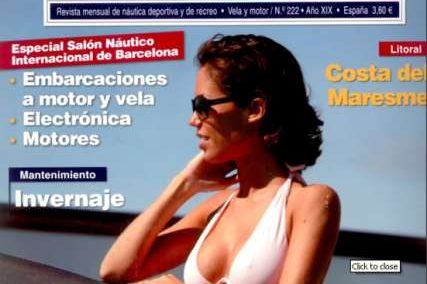 Revista mensual de náutica deportiva y de recreo • Vela y motor / N.º 222 • Año XIX • España 3,60 €
Especial Salón Náutico
Internacional de Barcelona
• Embarcaciones
a motor y vela
• Electrónica
• Motores
Litoral
Costa del
Maresme
Mantenimiento
Invernaje
Click to close